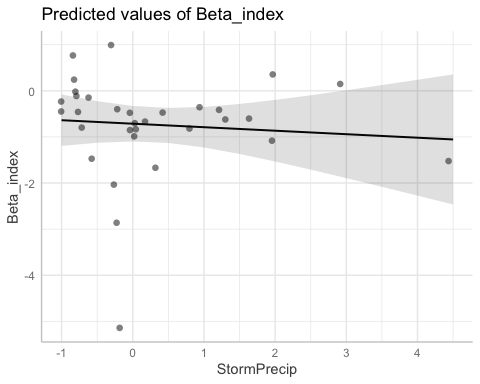 Predicted values of Beta_index
Beta_index
0
-2
-4
-1 0 1 2 3 4
StormPrecip